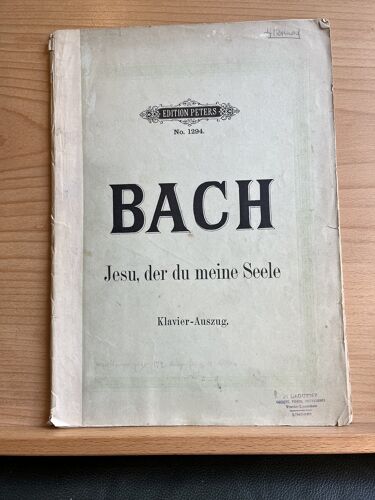 EDITION PETERS
No. 1294.
BACH
Jesu, der du meine Seele
Klavier-Auszug.